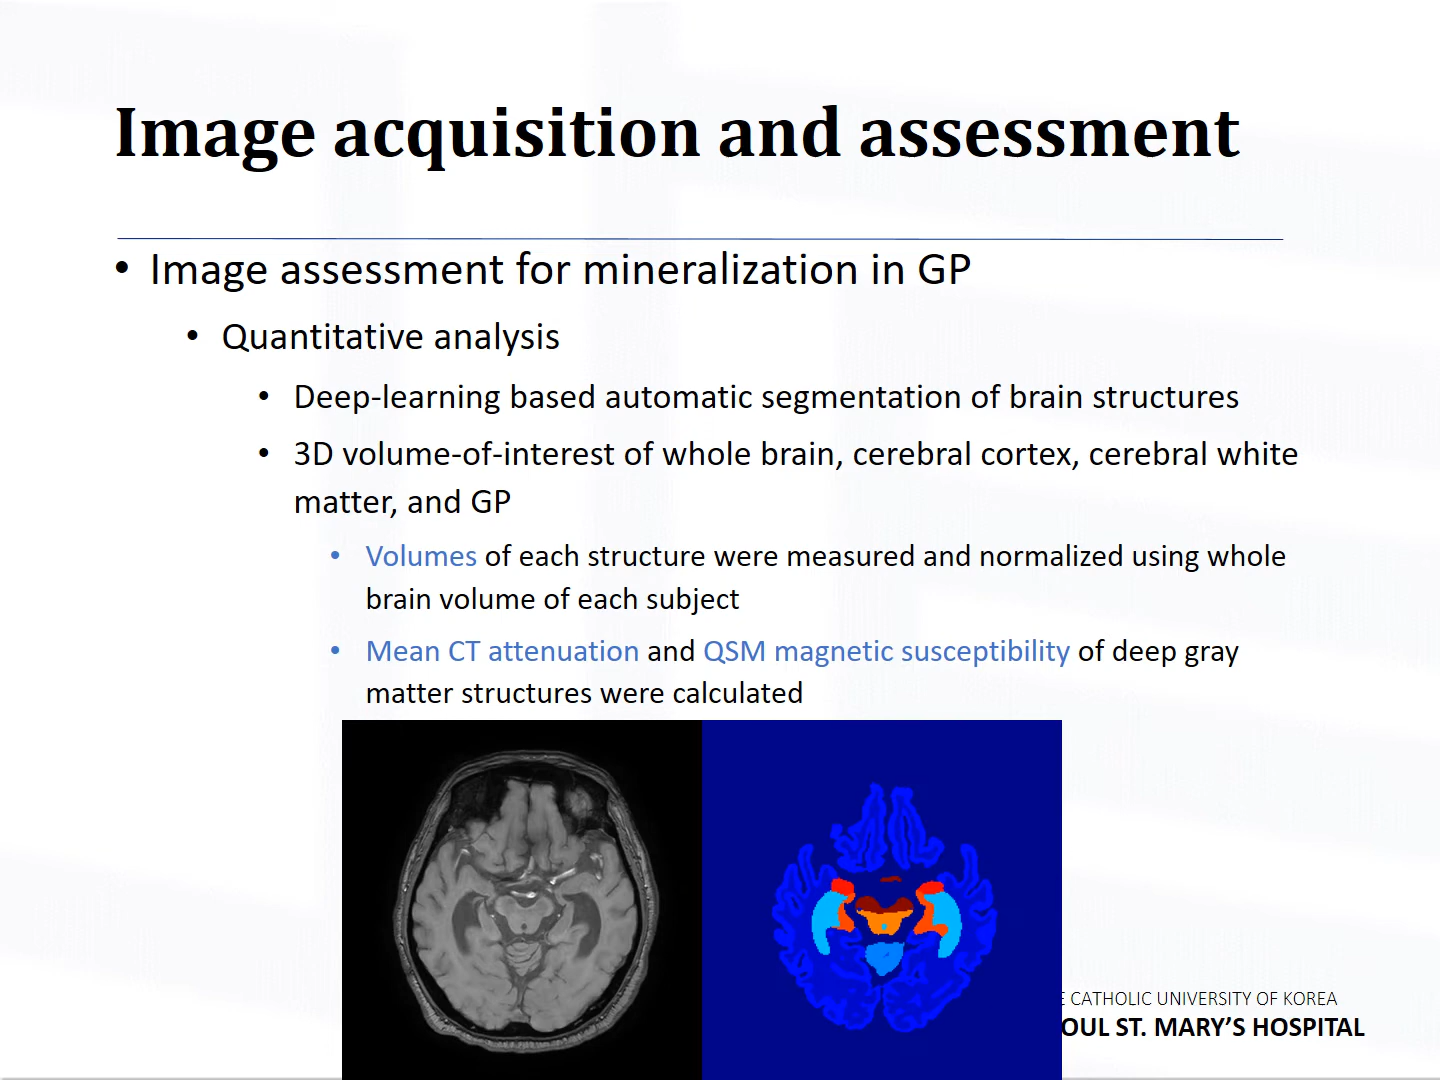 Image acquisition and assessment
• Image assessment for mineralization in GP
• Quantitative analysis
• Deep-learning based automatic segmentation of brain structures
• 3D volume-of-interest of whole brain, cerebral cortex, cerebral white
matter, and GP
• Volumes of each structure were measured and normalized using whole
brain volume of each subject
• Mean CT attenuation and QSM magnetic susceptibility of deep gray
matter structures were calculated
CATHOLIC UNIVERSITY OF KOREA
ST. MARY’S HOSPITAL